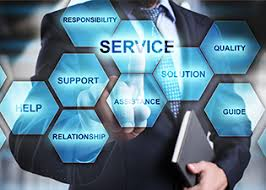 RESPONSIBILITY
SERVICE
QUALITY
SUPPORT
SOLUTION
HELP
ASSISTANCE
GUIDE
RELATIONSHIP